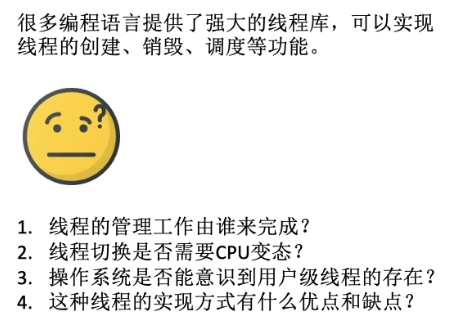 很多编程语言提供了强大的线程库，可以实现
线程的创建、销毁、调度等功能。
?
1. 线程的管理工作由谁来完成？
2. 线程切换是否需要CPU变态？
3. 操作系统是否能意识到用户级线程的存在？
4. 这种线程的实现方式有什么优点和缺点？